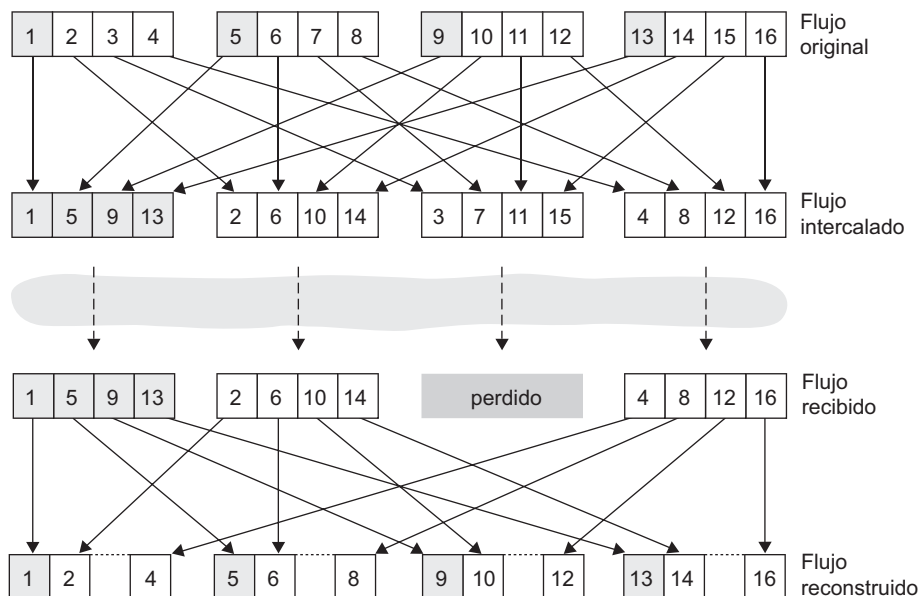 1 2 3 4 5 6 7 8 9 10 11 12 13 14 15 16 Flujo
original
1 5 9 13 2 6 10 14 3 7 11 15 4 8 12 16 Flujo
intercalado
1 5 9 13 2 6 10 14 perdido 4 8 12 16 Flujo
recibido
1 2 4 5 6 8 9 10 12 13 14 16 Flujo
reconstruido